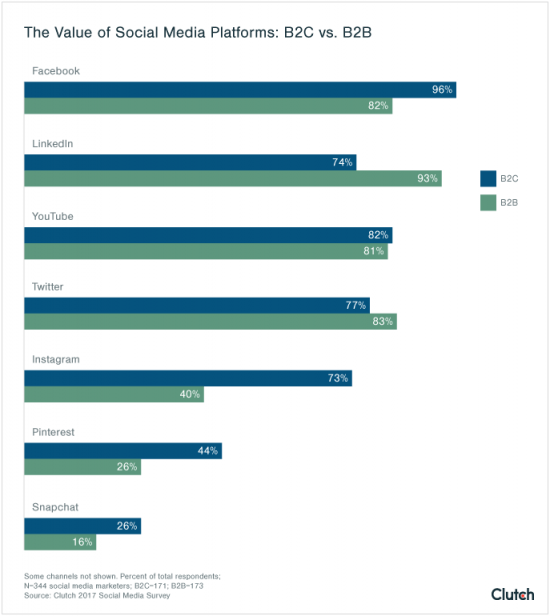 The Value of Social Media Platforms: B2C vs. B2B
Facebook
96%
82%
LinkedIn
74%
93%
B2C
B2B
YouTube
82%
81%
Twitter
77%
83%
Instagram
73%
40%
Pinterest
44%
26%
Snapchat
26%
16%
Some channels not shown. Percent of total respondents;
N=344 social media marketers; B2C=171; B2B=173
Source: Clutch 2017 Social Media Survey
Clutch